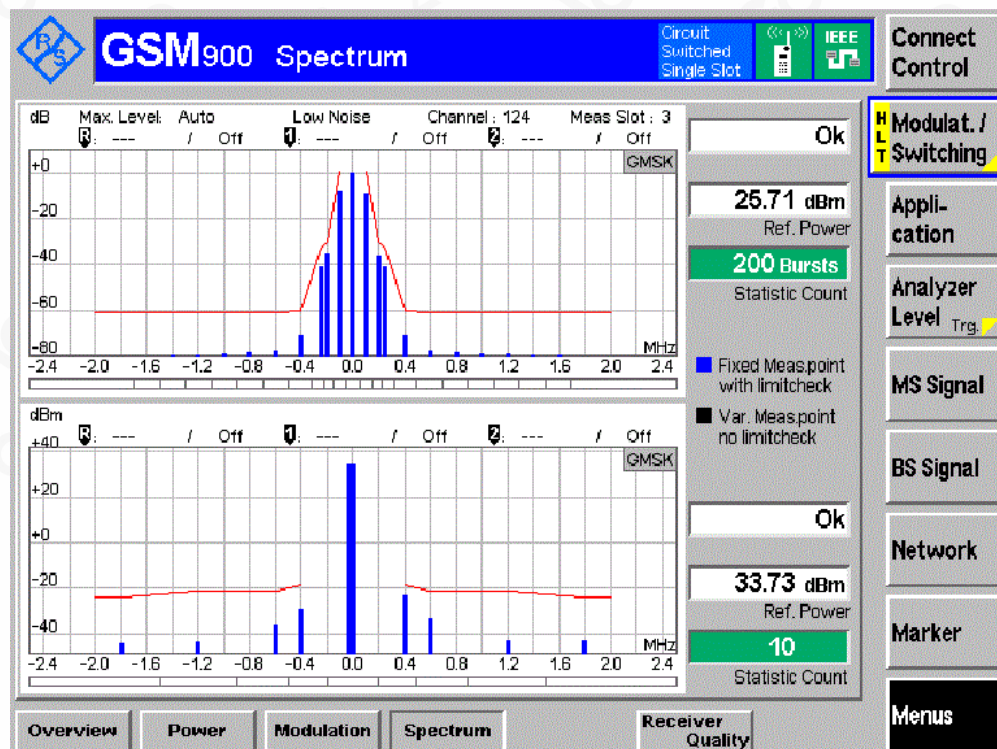 R/S
GSM900 Spectrum
Circuit
Switched
Single Slot
IEEE
Connect
Control
HLT
Modulat. /
Switching
Appli-
cation
Analyzer
Level Trg.
MS Signal
BS Signal
Network
Marker
Menus
dB Max. Level: Auto Low Noise Channel : 124 Meas Slot : 3
R: --- / Off 1: --- / Off 2: --- / Off
GMSK
+0
-20
-40
-60
-80
MHz
-2.4 -2.0 -1.6 -1.2 -0.8 -0.4 0.0 0.4 0.8 1.2 1.6 2.0 2.4
Ok
25.71 dBm
Ref. Power
200 Bursts
Statistic Count
Fixed Meas.point
with limitcheck
Var. Meas.point
no limitcheck
dBm
R: --- / Off 1: --- / Off 2: --- / Off
GMSK
+40
+20
+0
-20
-40
MHz
-2.4 -2.0 -1.6 -1.2 -0.8 -0.4 0.0 0.4 0.8 1.2 1.6 2.0 2.4
Ok
33.73 dBm
Ref. Power
10
Statistic Count
Overview Power Modulation Spectrum Receiver
Quality